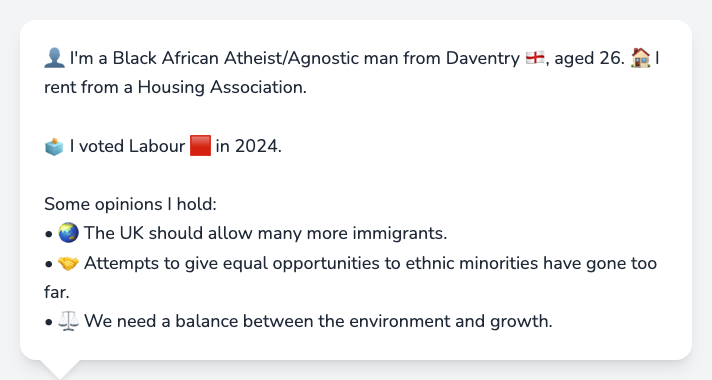 👤 I'm a Black African Atheist/Agnostic man from Daventry 🏴󠁧󠁢󠁥󠁮󠁧󠁿, aged 26. 🏠 I
rent from a Housing Association.
🗳️ I voted Labour 🟥 in 2024.
Some opinions I hold:
• 🌏 The UK should allow many more immigrants.
• 🤝 Attempts to give equal opportunities to ethnic minorities have gone too
far.
• ⚖️ We need a balance between the environment and growth.